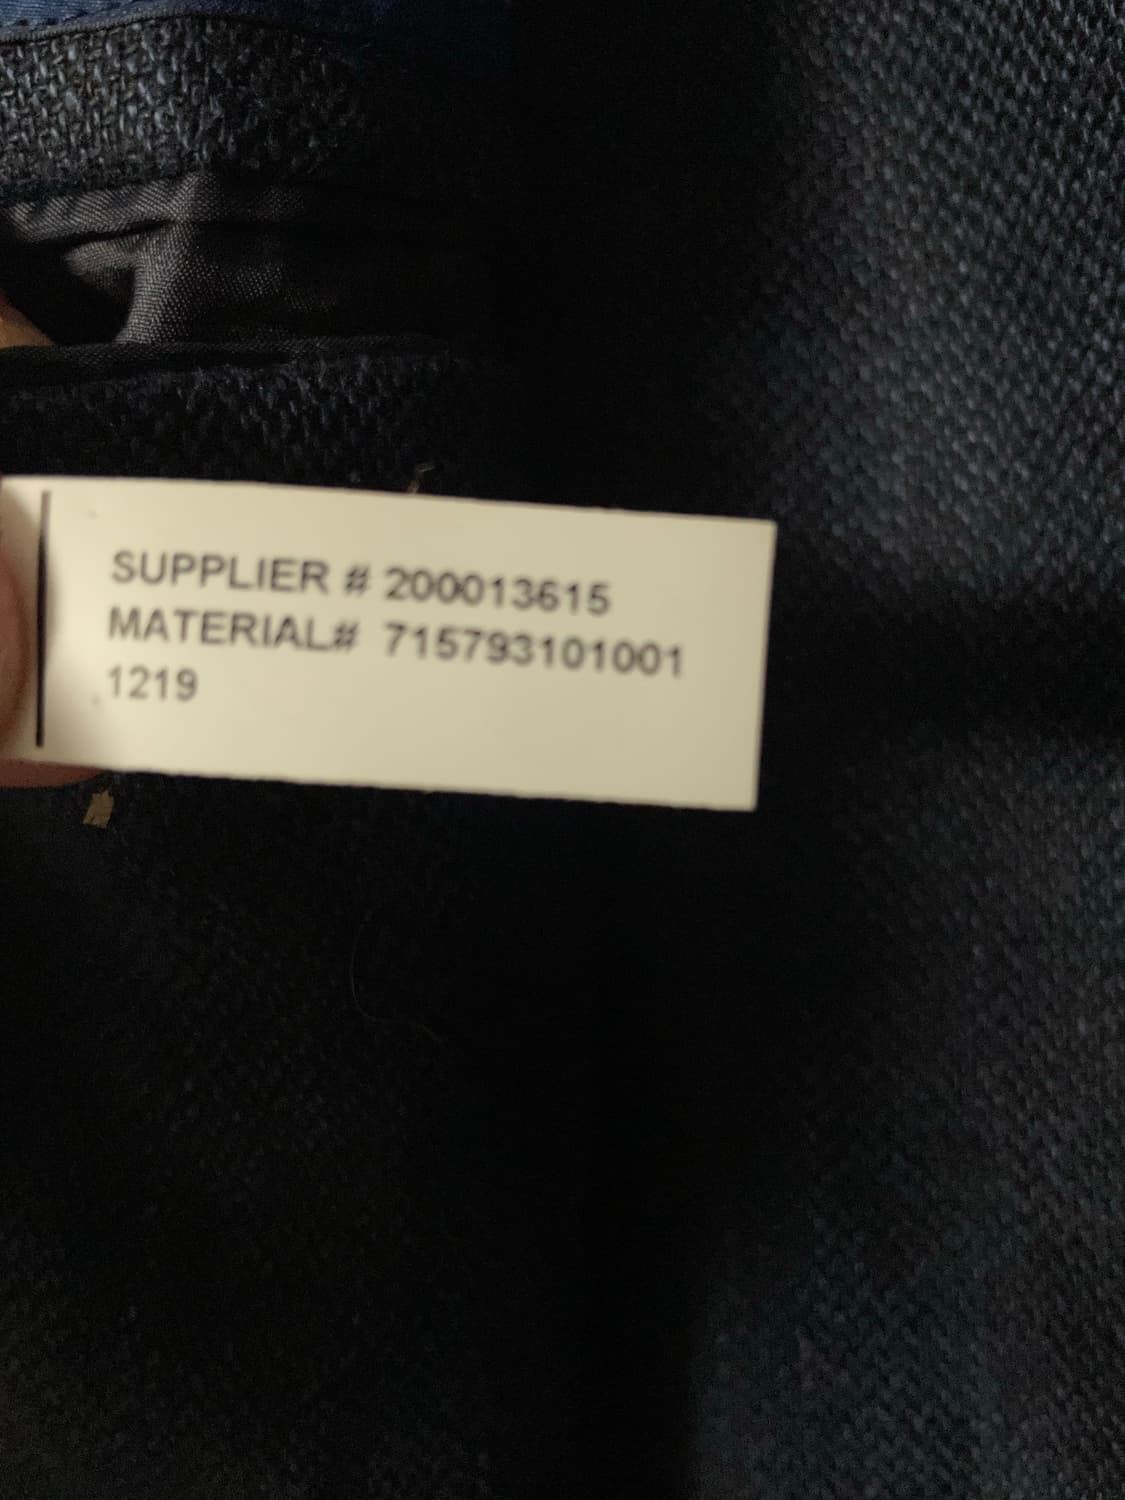 SUPPLIER # 200013615
MATERIAL# 715793101001
1219